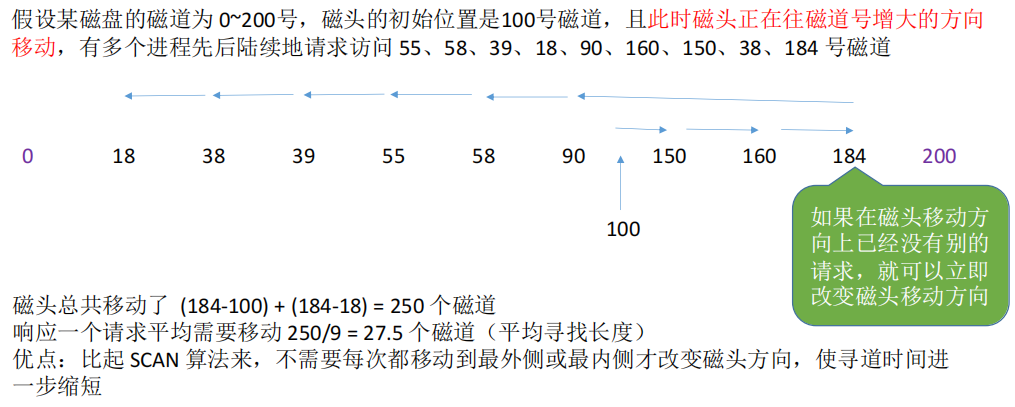 假设某磁盘的磁道为 0~200号，磁头的初始位置是100号磁道，且此时磁头正在往磁道号增大的方向
移动，有多个进程先后陆续地请求访问 55、58、39、18、90、160、150、38、184 号磁道
0 18 38 39 55 58 90 150 160 184 200
100
如果在磁头移动方
向上已经没有别的
请求，就可以立即
改变磁头移动方向
磁头总共移动了 (184-100) + (184-18) = 250 个磁道
响应一个请求平均需要移动 250/9 = 27.5 个磁道（平均寻找长度）
优点：比起 SCAN 算法来，不需要每次都移动到最外侧或最内侧才改变磁头方向，使寻道时间进
一步缩短